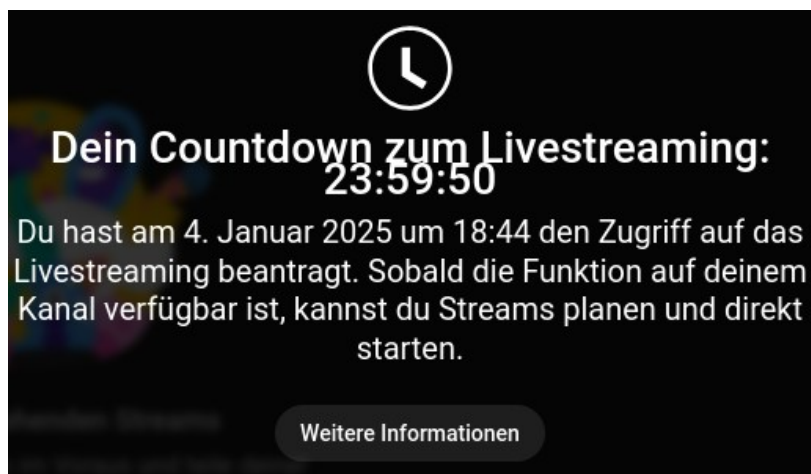 Dein Countdown zum Livestreaming:
23:59:50
Du hast am 4. Januar 2025 um 18:44 den Zugriff auf das
Livestreaming beantragt. Sobald die Funktion auf deinem
Kanal verfügbar ist, kannst du Streams planen und direkt
starten.
Weitere Informationen